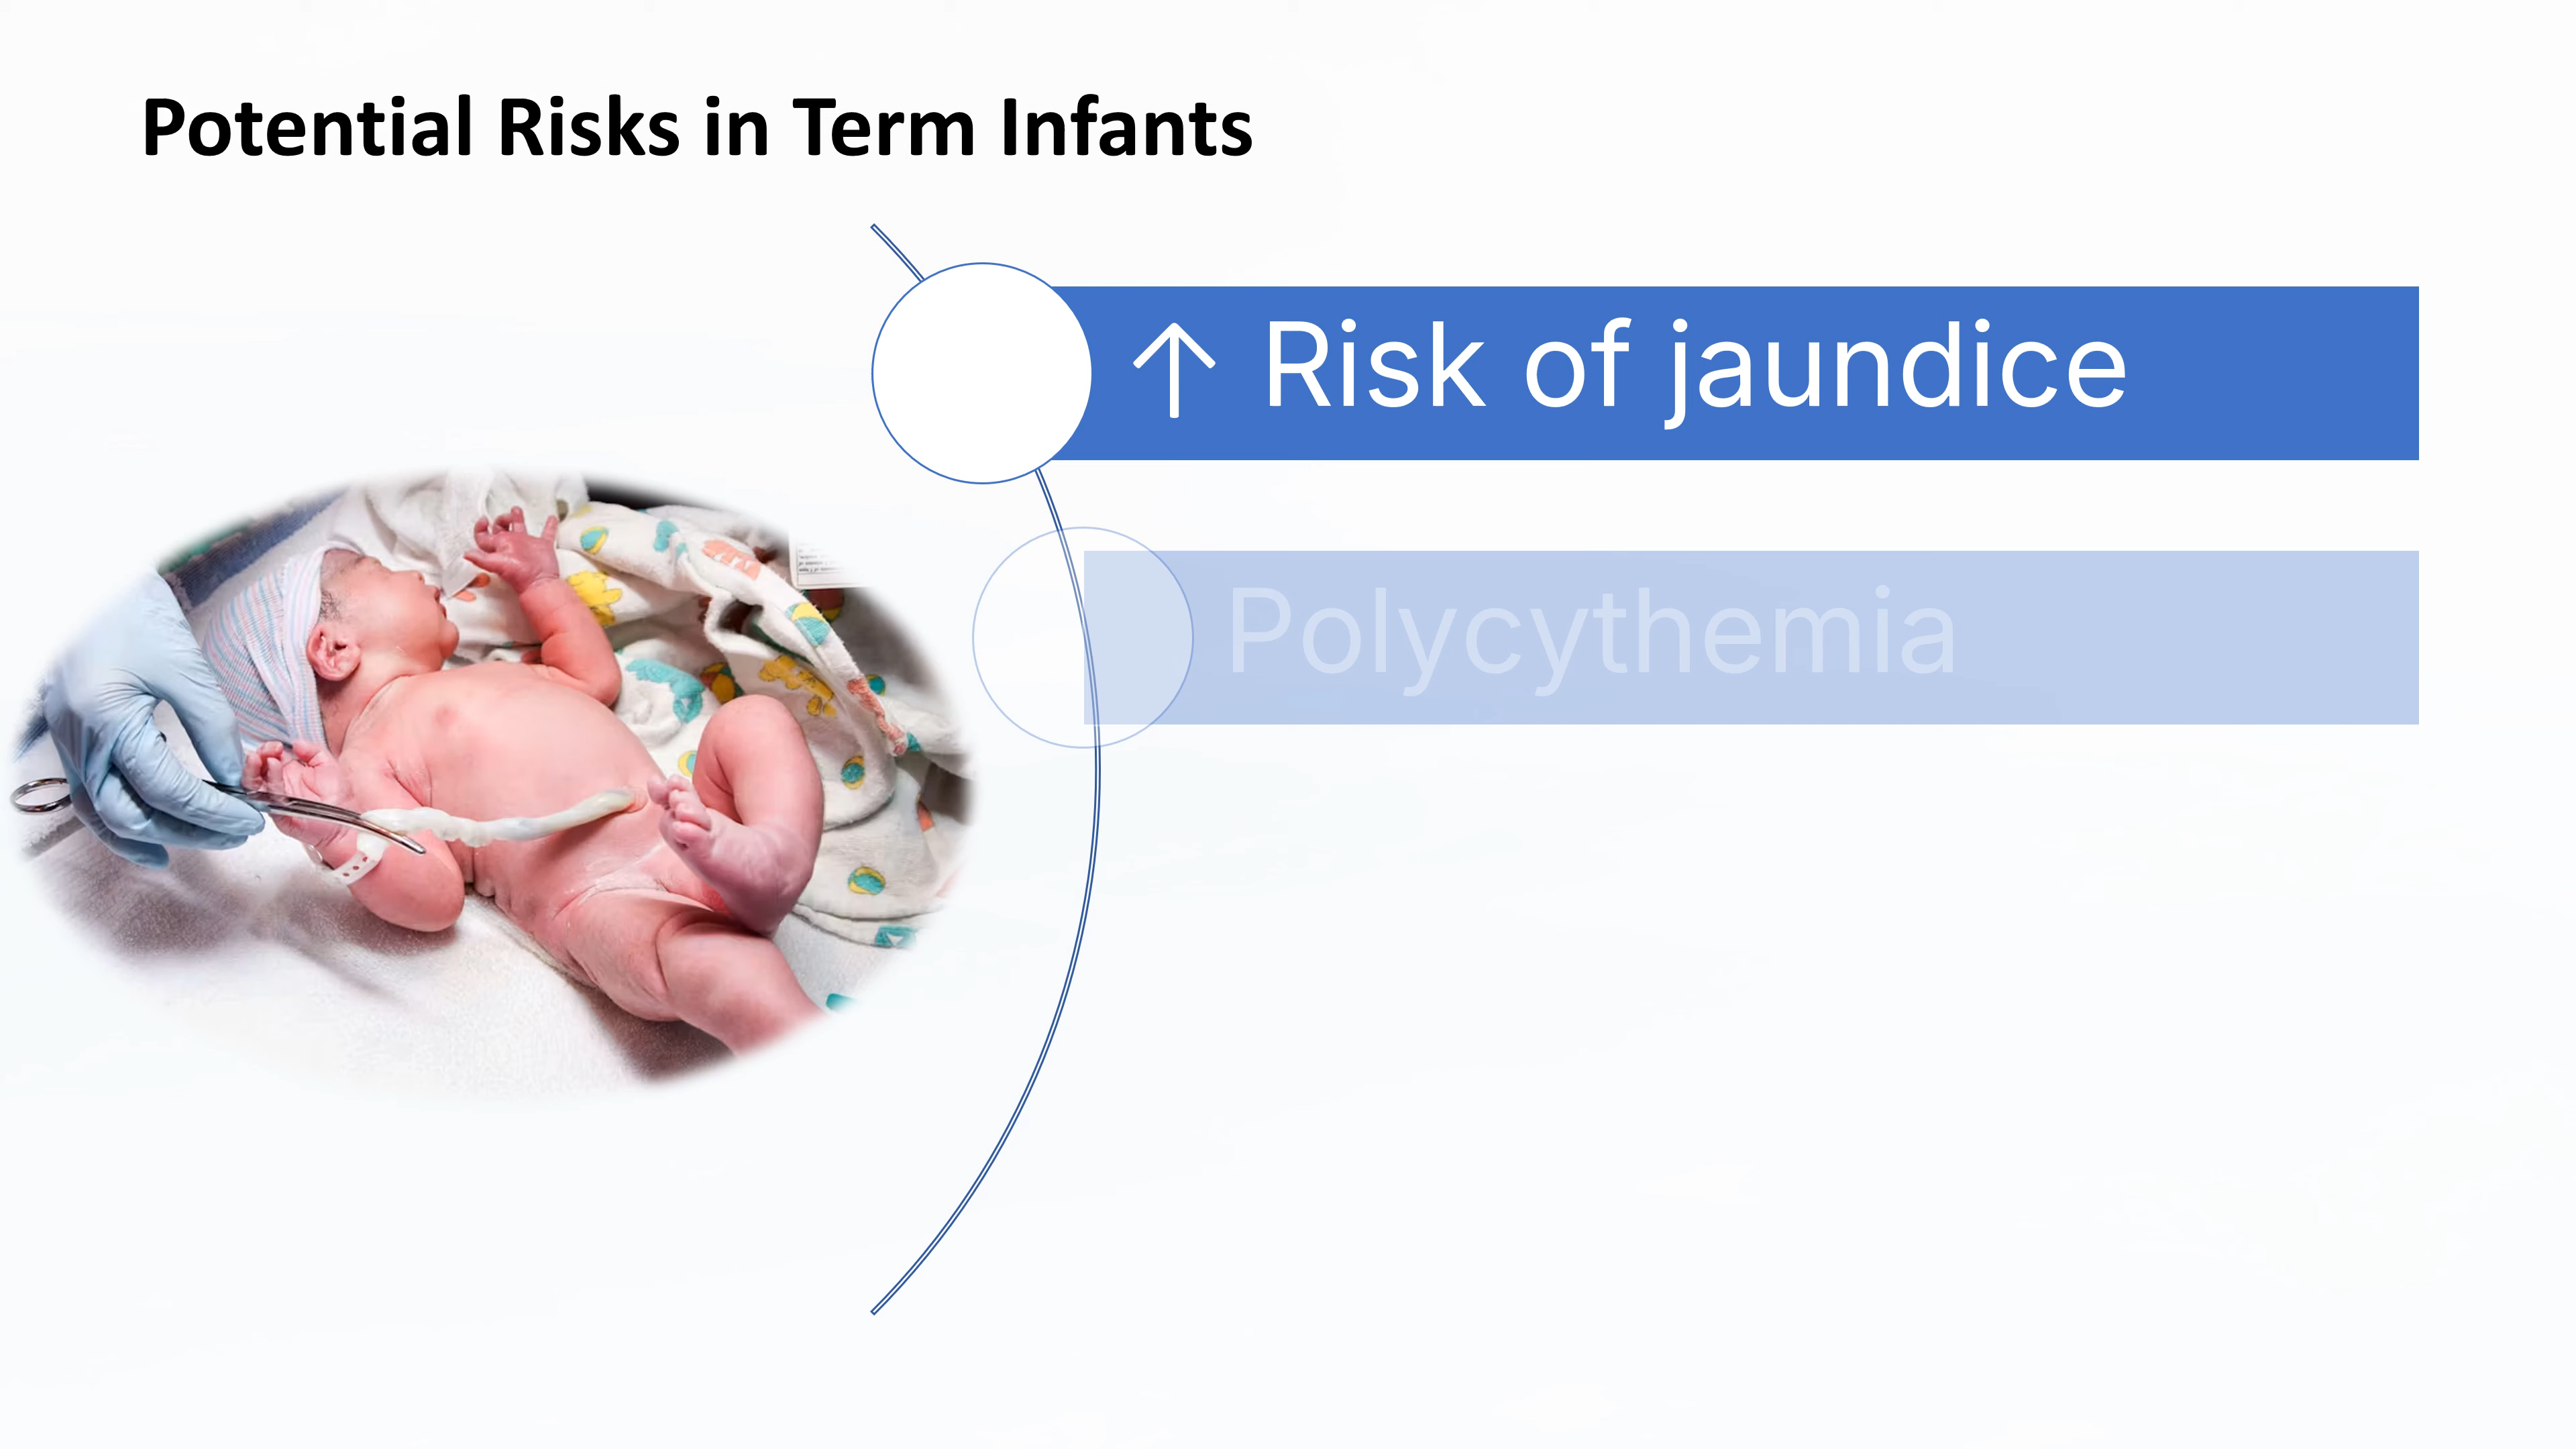 Potential Risks in Term Infants
↑ Risk of jaundice
Polycythemia